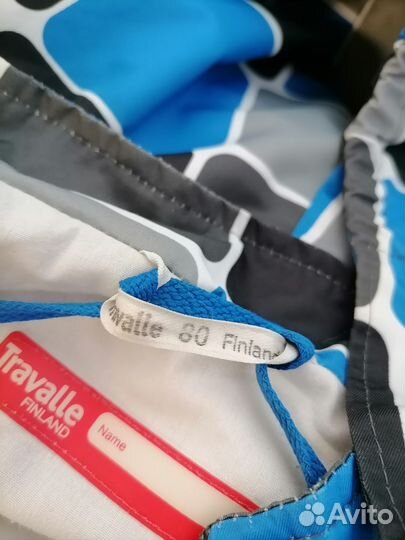 Travalle 80 Finland
Travalle
FINLAND
Name
Avito